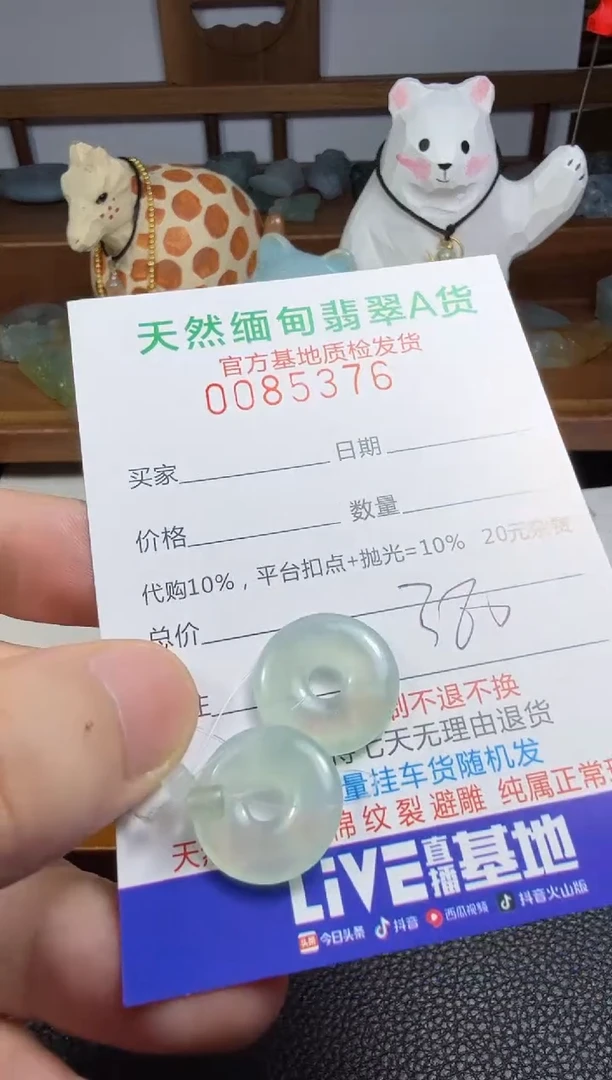 天然缅甸翡翠A货
官方基地质检发货
0085376
买家 日期
价格 数量
代购10%，平台扣点+抛光=10% 20元
总价 380
制不退不换
七天无理由退货
量挂车货随机发
棉纹裂避雕 纯属正常
LiVE直播基地
头条 今日头条 抖音 西瓜视频 抖音火山版